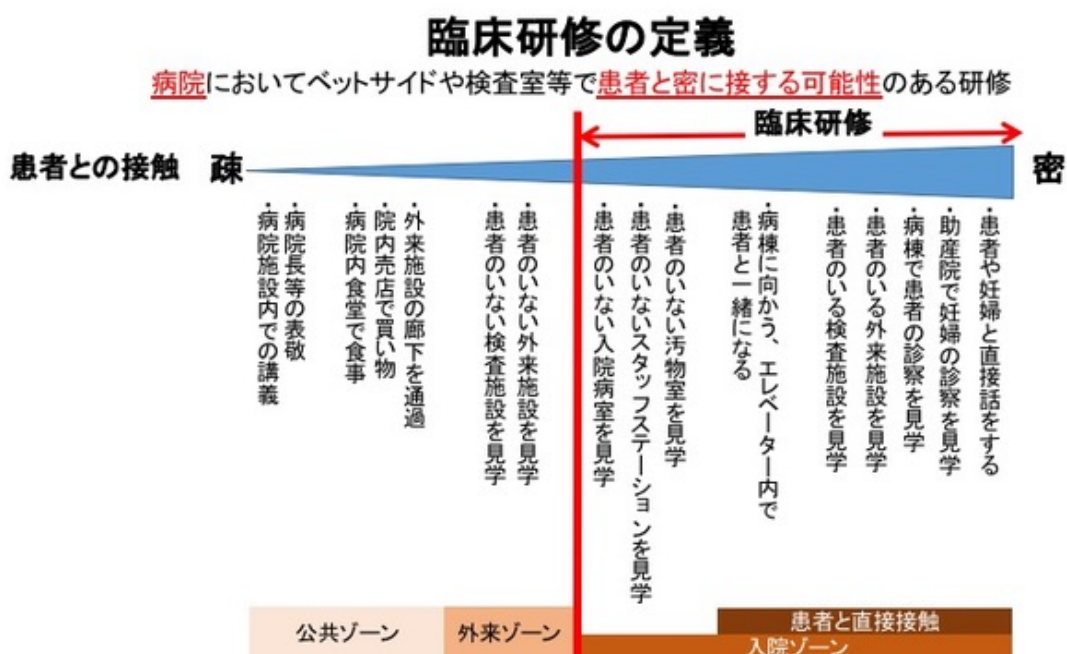 臨床研修の定義
病院においてベットサイドや検査室等で患者と密に接する可能性のある研修
臨床研修
患者との接触 疎
密
・病院施設内での講義
・病院長等の表敬
・病院内食堂で食事
・院内売店で買い物
・外来施設の廊下を通過
・患者のいない検査施設を見学
・患者のいない外来施設を見学
・患者のいない入院病室を見学
・患者のいないスタッフステーションを見学
・患者のいない汚物室を見学
・病棟に向かう、エレベーター内で
患者と一緒になる
・患者のいる検査施設を見学
・患者のいる外来施設を見学
・病棟で患者の診察を見学
・助産院で妊婦の診察を見学
・患者や妊婦と直接話をする
公共ゾーン
外来ゾーン
患者と直接接触
入院ゾーン